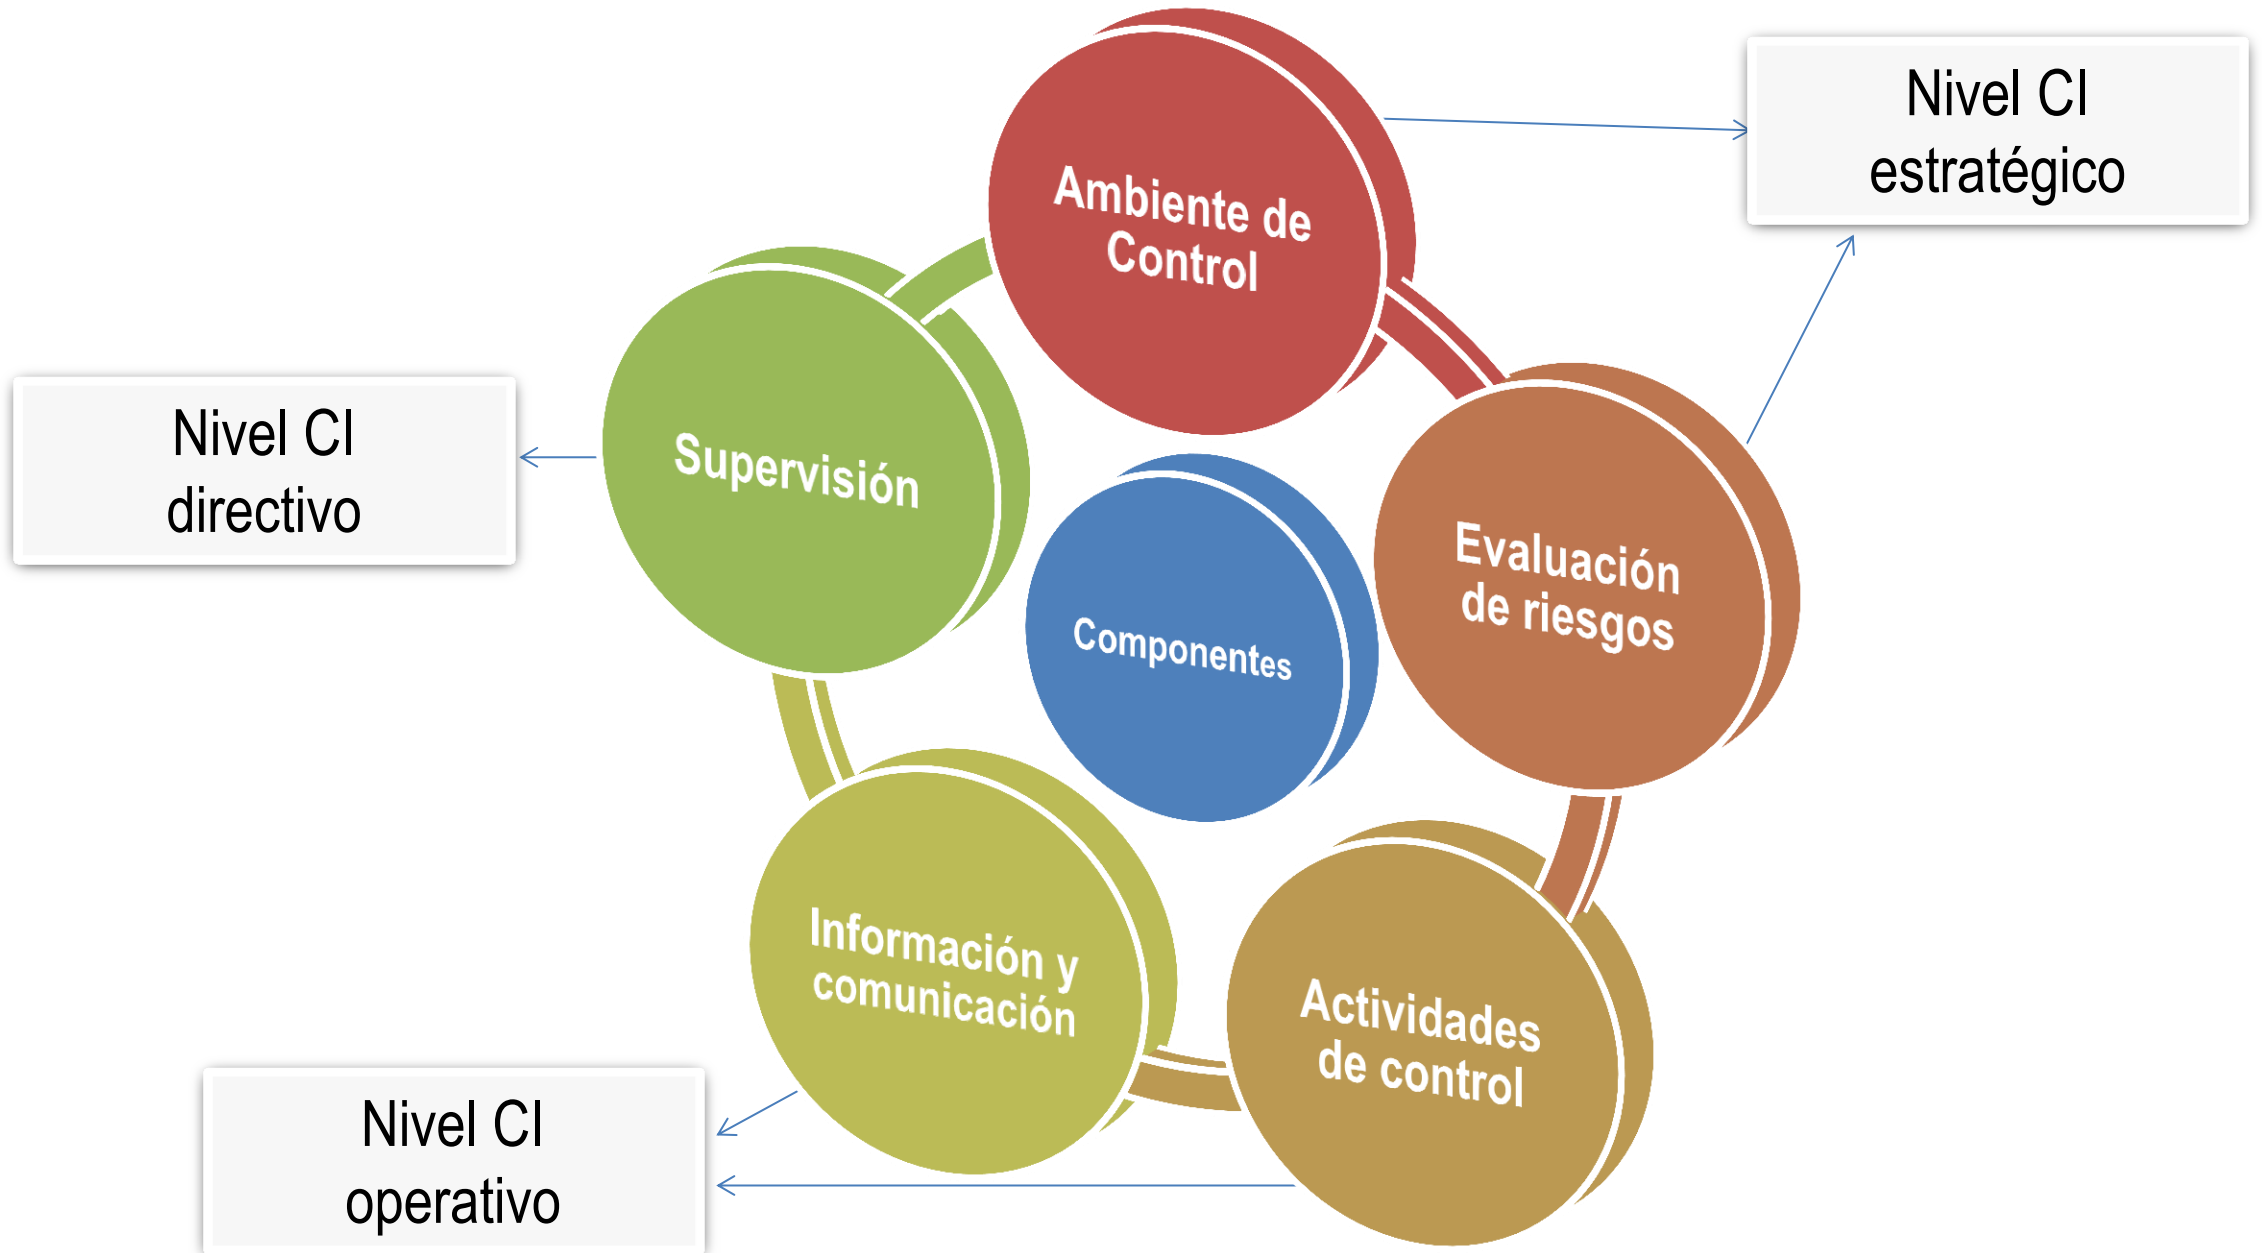 Ambiente de
Control
Nivel CI
estratégico
Supervisión
Nivel CI
directivo
Evaluación
de riesgos
Componentes
Información y
comunicación
Actividades
de control
Nivel CI
operativo